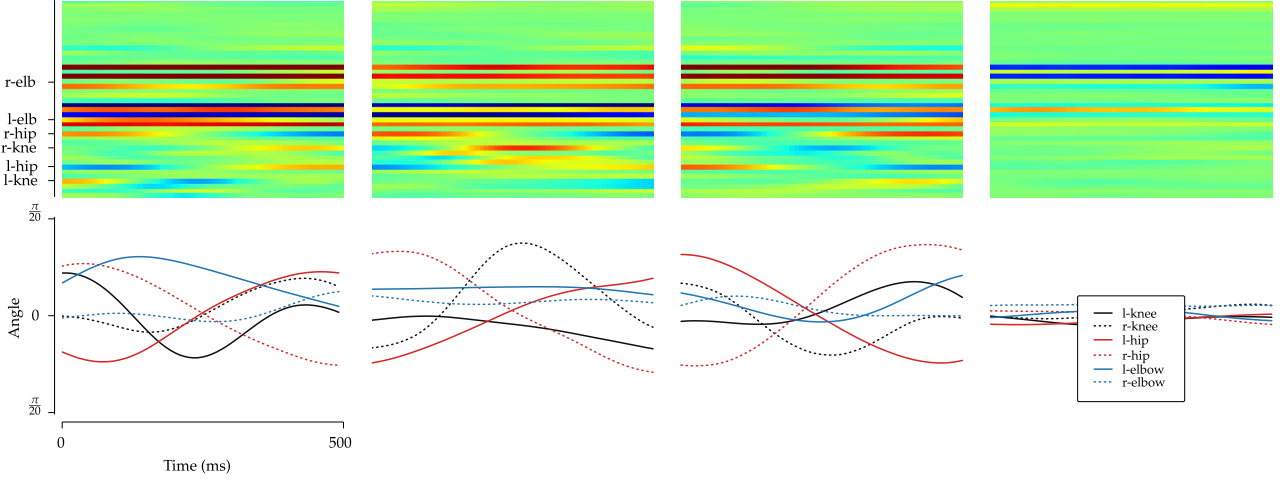 r-elb
l-elb
r-hip
r-kne
l-hip
l-kne
π
20
Angle
0
π
20
0
500
Time (ms)
l-knee
r-knee
l-hip
r-hip
l-elbow
r-elbow